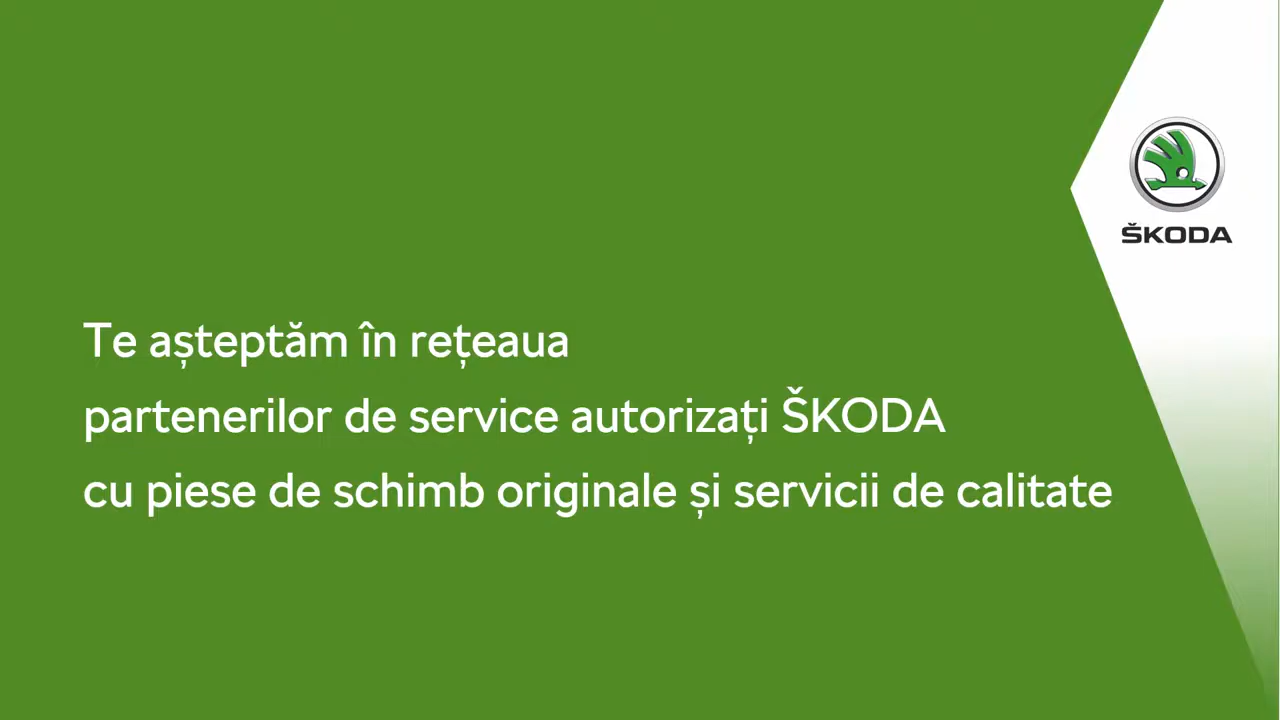 ŠKODA
Te așteptăm în rețeaua
partenerilor de service autorizați ŠKODA
cu piese de schimb originale și servicii de calitate